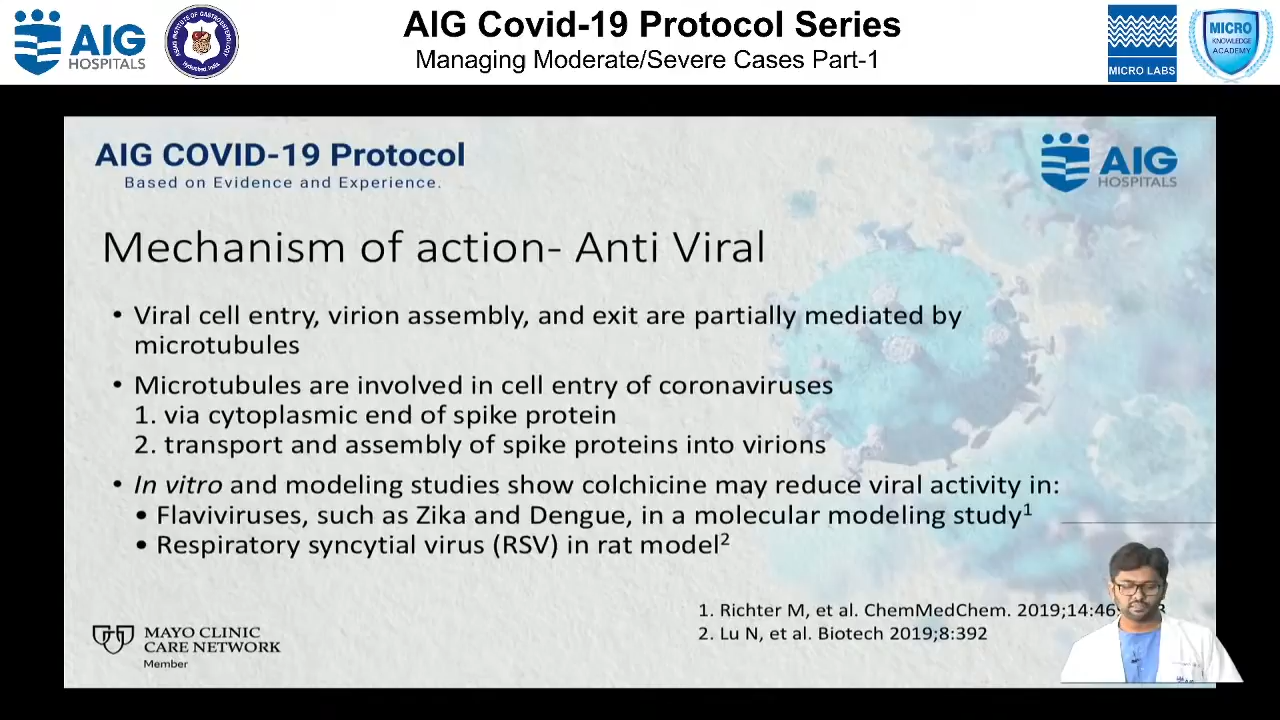 AIG
HOSPITALS
AIG Covid-19 Protocol Series
Managing Moderate/Severe Cases Part-1
MICRO LABS
MICRO
KNOWLEDGE
ACADEMY
AIG COVID-19 Protocol
Based on Evidence and Experience.
AIG
HOSPITALS
Mechanism of action- Anti Viral
• Viral cell entry, virion assembly, and exit are partially mediated by
microtubules
• Microtubules are involved in cell entry of coronaviruses
1. via cytoplasmic end of spike protein
2. transport and assembly of spike proteins into virions
• In vitro and modeling studies show colchicine may reduce viral activity in:
• Flaviviruses, such as Zika and Dengue, in a molecular modeling study1
• Respiratory syncytial virus (RSV) in rat model2
1. Richter M, et al. ChemMedChem. 2019;14:46
2. Lu N, et al. Biotech 2019;8:392
MAYO CLINIC
CARE NETWORK
Member